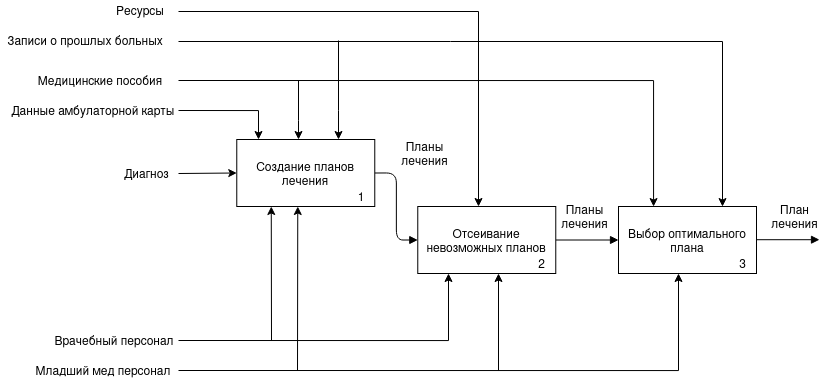 Ресурсы
Записи о прошлых больных
Медицинские пособия
Данные амбулаторной карты
Диагноз
Создание планов
лечения
1
Планы
лечения
Отсеивание
невозможных планов
2
Планы
лечения
Выбор оптимального
плана
3
План
лечения
Врачебный персонал
Младший мед персонал